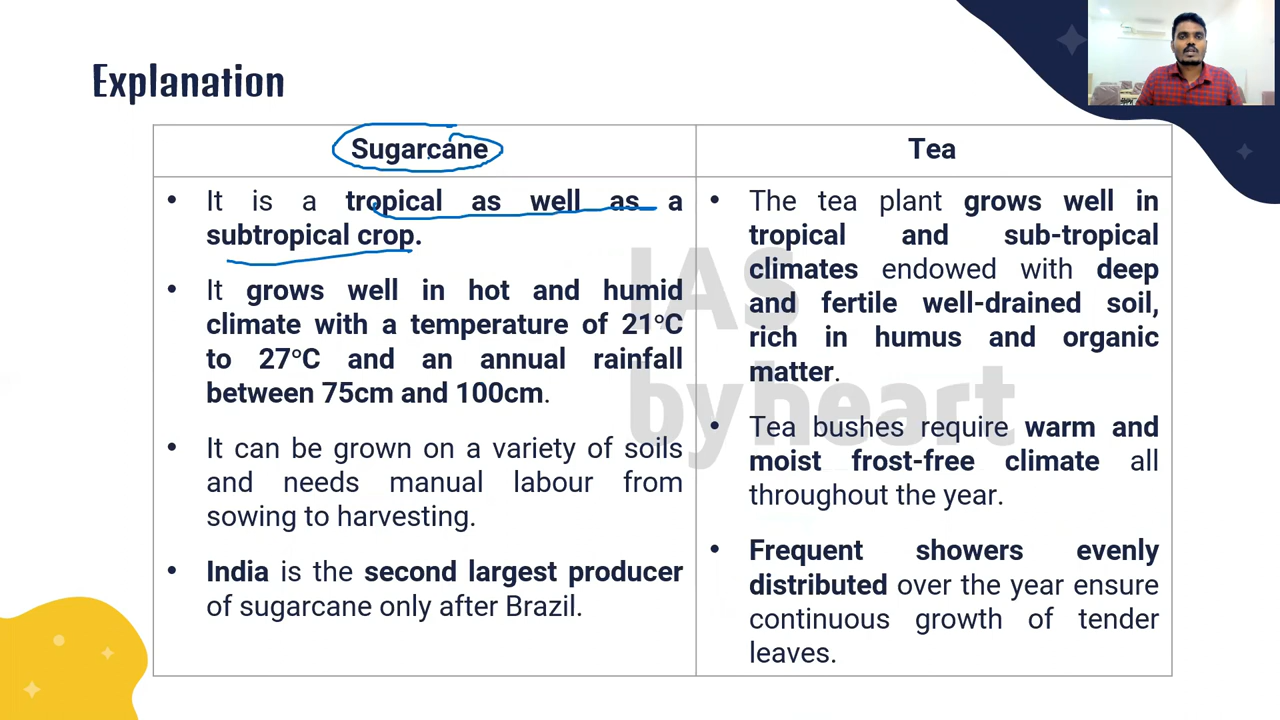 Explanation
Sugarcane
• It is a tropical as well as a
subtropical crop.
• It grows well in hot and humid
climate with a temperature of 21°C
to 27°C and an annual rainfall
between 75cm and 100cm.
• It can be grown on a variety of soils
and needs manual labour from
sowing to harvesting.
• India is the second largest producer
of sugarcane only after Brazil.
Tea
• The tea plant grows well in
tropical and sub-tropical
climates endowed with deep
and fertile well-drained soil,
rich in humus and organic
matter.
• Tea bushes require warm and
moist frost-free climate all
throughout the year.
• Frequent showers evenly
distributed over the year ensure
continuous growth of tender
leaves.
IAS
by heart